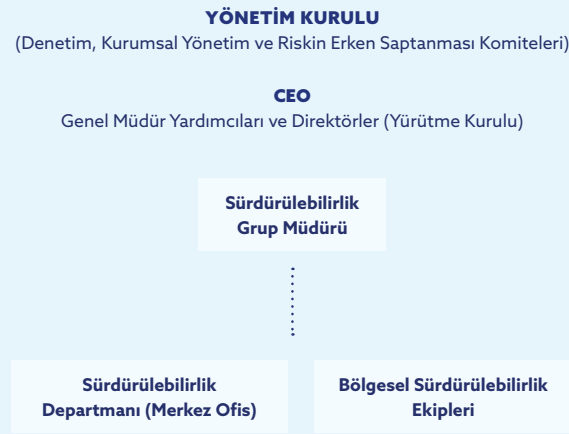 YÖNETİM KURULU
(Denetim, Kurumsal Yönetim ve Riskin Erken Saptanması Komiteleri)
CEO
Genel Müdür Yardımcıları ve Direktörler (Yürütme Kurulu)
Sürdürülebilirlik
Grup Müdürü
Sürdürülebilirlik
Departmanı (Merkez Ofis)
Bölgesel Sürdürülebilirlik
Ekipleri